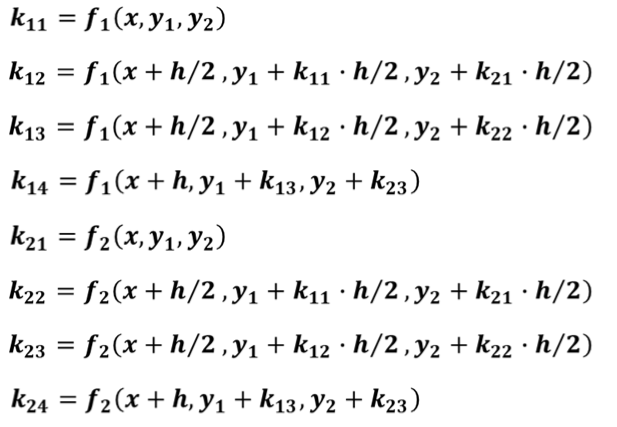 k₁₁ = f₁(x, y₁, y₂)
k₁₂ = f₁(x + h/2 , y₁ + k₁₁ · h/2 , y₂ + k₂₁ · h/2)
k₁₃ = f₁(x + h/2 , y₁ + k₁₂ · h/2 , y₂ + k₂₂ · h/2)
k₁₄ = f₁(x + h, y₁ + k₁₃, y₂ + k₂₃)
k₂₁ = f₂(x, y₁, y₂)
k₂₂ = f₂(x + h/2 , y₁ + k₁₁ · h/2 , y₂ + k₂₁ · h/2)
k₂₃ = f₂(x + h/2 , y₁ + k₁₂ · h/2 , y₂ + k₂₂ · h/2)
k₂₄ = f₂(x + h, y₁ + k₁₃, y₂ + k₂₃)